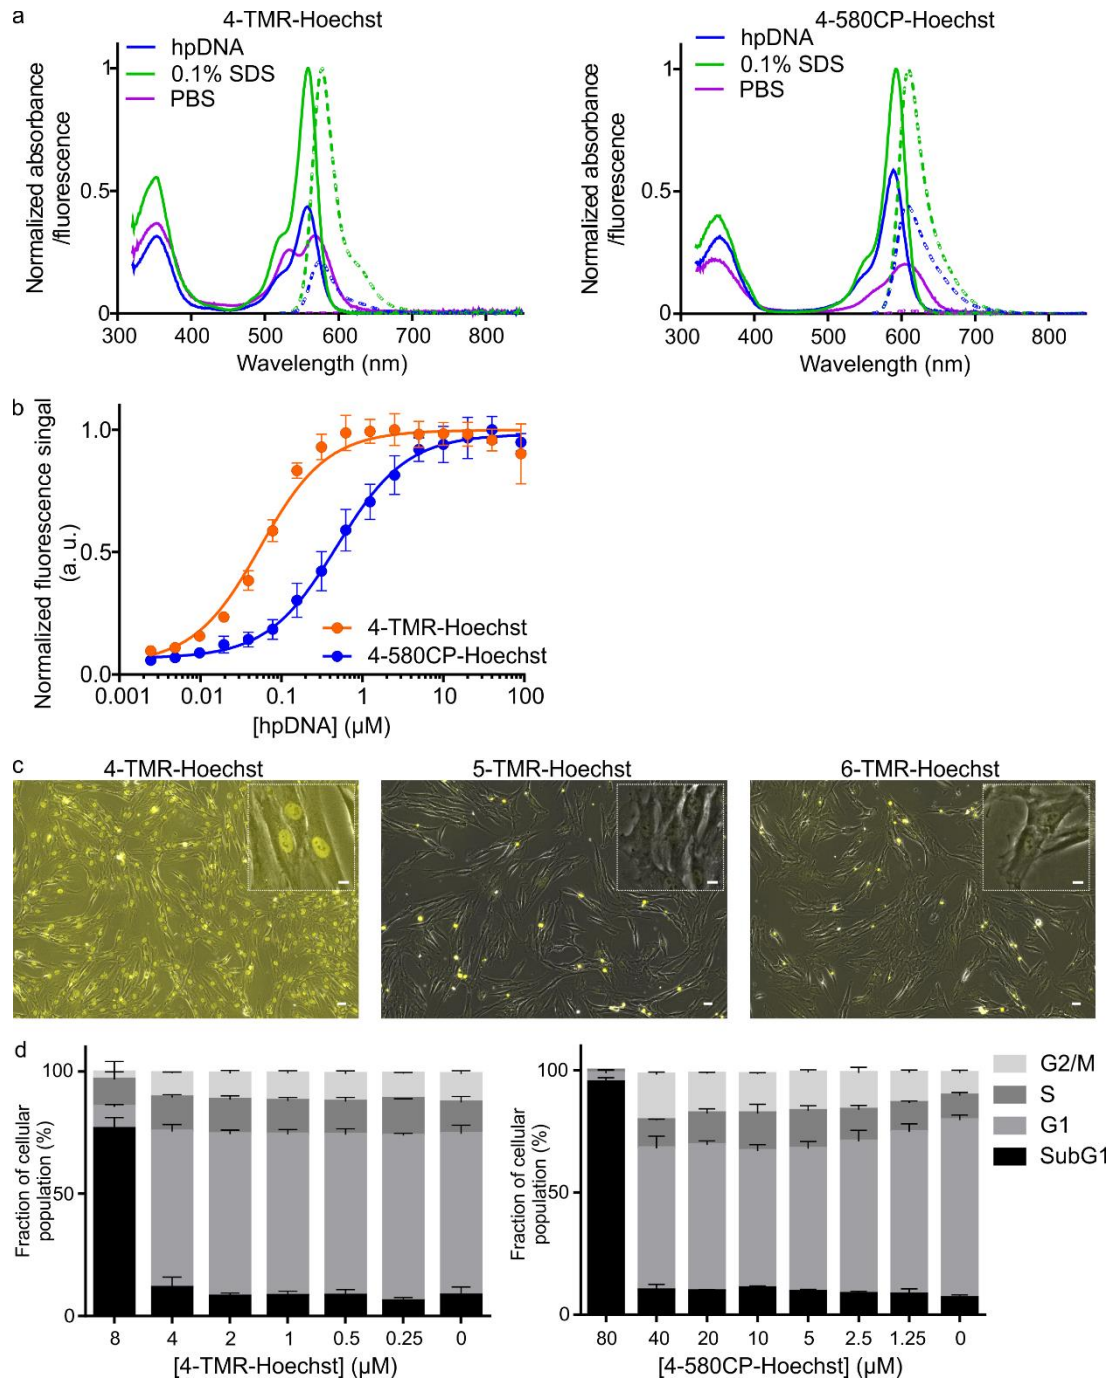 a
4-TMR-Hoechst
4-580CP-Hoechst
hpDNA
0.1% SDS
PBS
hpDNA
0.1% SDS
PBS
Normalized absorbance
/fluorescence
1
0.5
0
300 400 500 600 700 800
Wavelength (nm)
Normalized absorbance
/fluorescence
1
0.5
0
300 400 500 600 700 800
Wavelength (nm)
b
Normalized fluorescence singal
(a. u.)
1.0
0.5
0.0
4-TMR-Hoechst
4-580CP-Hoechst
0.001 0.01 0.1 1 10 100
[hpDNA] (µM)
c
4-TMR-Hoechst
5-TMR-Hoechst
6-TMR-Hoechst
d
Fraction of cellular
population (%)
100
50
0
8 4 2 1 0.5 0.25 0
[4-TMR-Hoechst] (µM)
Fraction of cellular
population (%)
100
50
0
80 40 20 10 5 2.5 1.25 0
[4-580CP-Hoechst] (µM)
G2/M
S
G1
SubG1